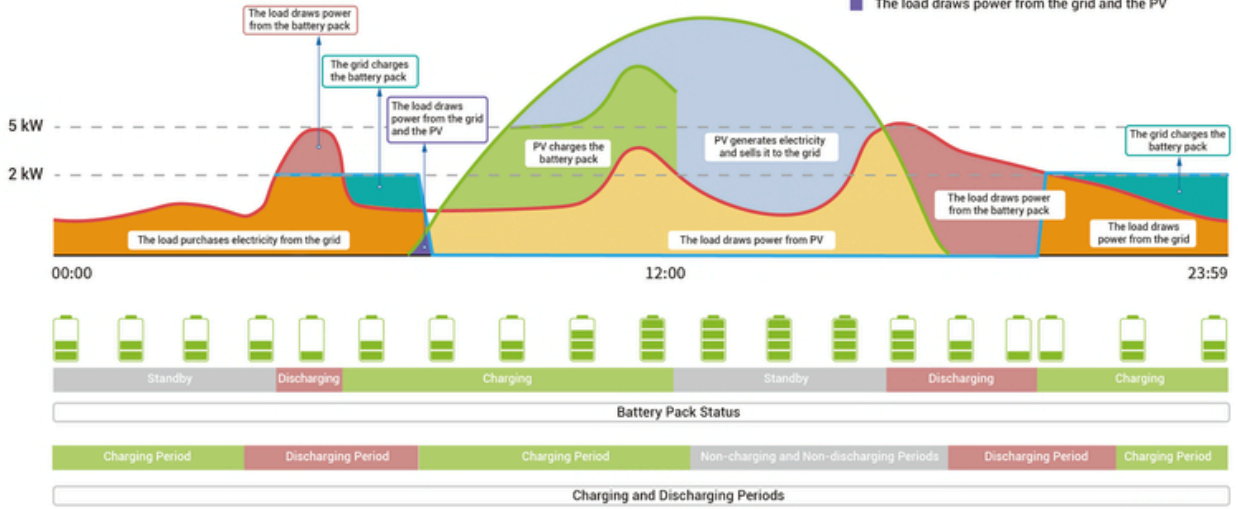 The load draws power from the grid and the PV
The load draws power
from the battery pack
The grid charges
the battery pack
The load draws
power from the grid
and the PV
5 kW
2 kW
PV charges the
battery pack
PV generates electricity
and sells it to the grid
The grid charges the
battery pack
The load draws power
from the battery pack
The load draws
power from the grid
The load purchases electricity from the grid
The load draws power from PV
00:00
12:00
23:59
Standby
Discharging
Charging
Standby
Discharging
Charging
Battery Pack Status
Charging Period
Discharging Period
Charging Period
Non-charging and Non-discharging Periods
Discharging Period
Charging Period
Charging and Discharging Periods